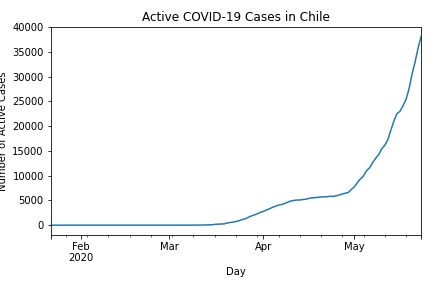 Active COVID-19 Cases in Chile
40000
35000
30000
25000
20000
15000
10000
5000
0
Number of Active Cases
Feb
2020
Mar
Apr
May
Day